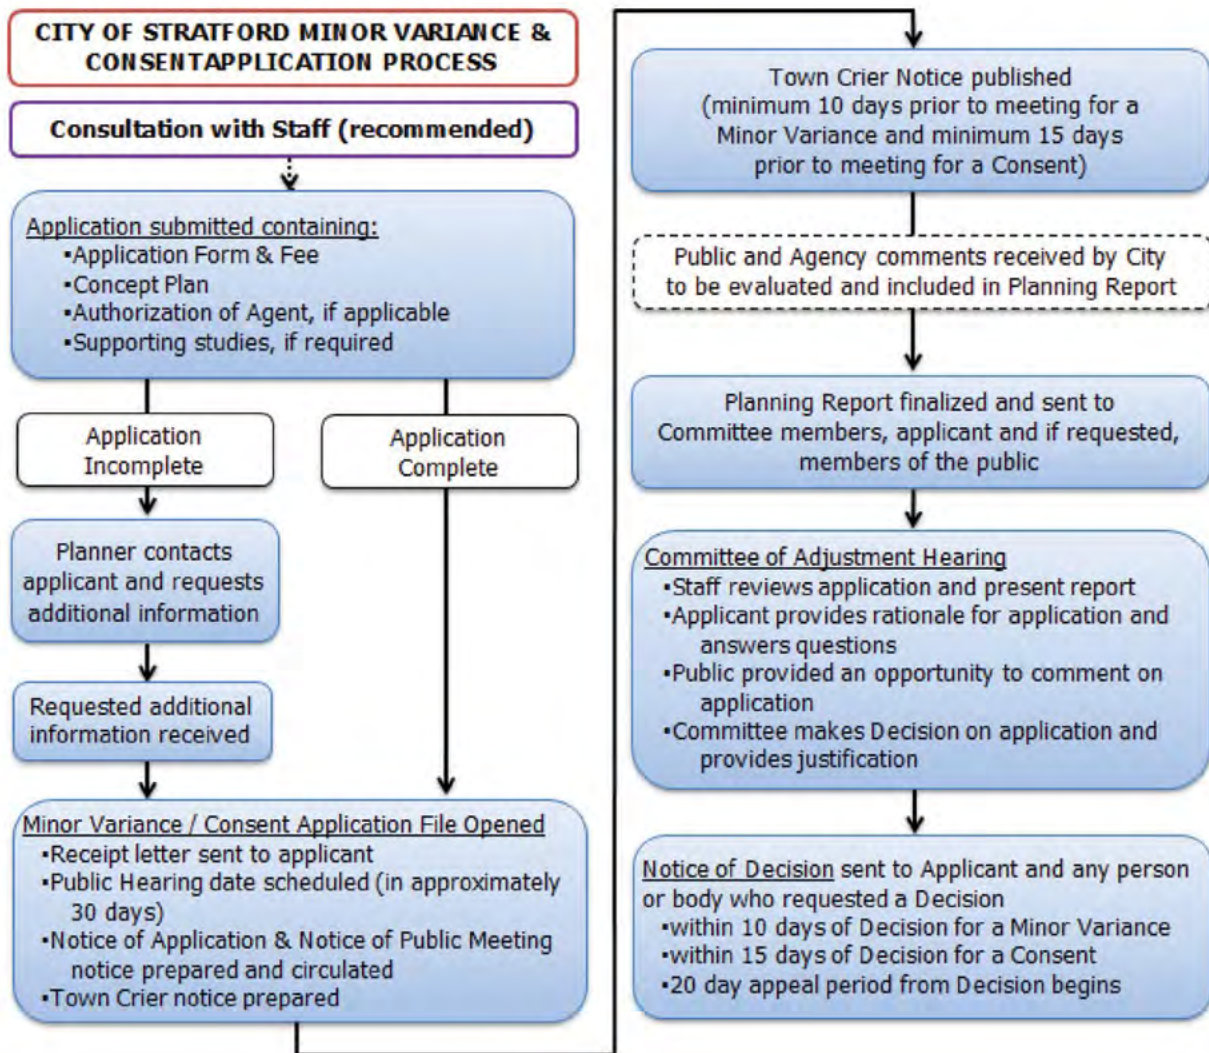 CITY OF STRATFORD MINOR VARIANCE &
CONSENTAPPLICATION PROCESS
Consultation with Staff (recommended)
Application submitted containing:
▪Application Form & Fee
▪Concept Plan
▪Authorization of Agent, if applicable
▪Supporting studies, if required
Application
Incomplete
Application
Complete
Planner contacts
applicant and requests
additional information
Requested additional
information received
Minor Variance / Consent Application File Opened
▪Receipt letter sent to applicant
▪Public Hearing date scheduled (in approximately
30 days)
▪Notice of Application & Notice of Public Meeting
notice prepared and circulated
▪Town Crier notice prepared
Town Crier Notice published
(minimum 10 days prior to meeting for a
Minor Variance and minimum 15 days
prior to meeting for a Consent)
Public and Agency comments received by City
to be evaluated and included in Planning Report
Planning Report finalized and sent to
Committee members, applicant and if requested,
members of the public
Committee of Adjustment Hearing
▪Staff reviews application and present report
▪Applicant provides rationale for application and
answers questions
▪Public provided an opportunity to comment on
application
▪Committee makes Decision on application and
provides justification
Notice of Decision sent to Applicant and any person
or body who requested a Decision
▪within 10 days of Decision for a Minor Variance
▪within 15 days of Decision for a Consent
▪20 day appeal period from Decision begins